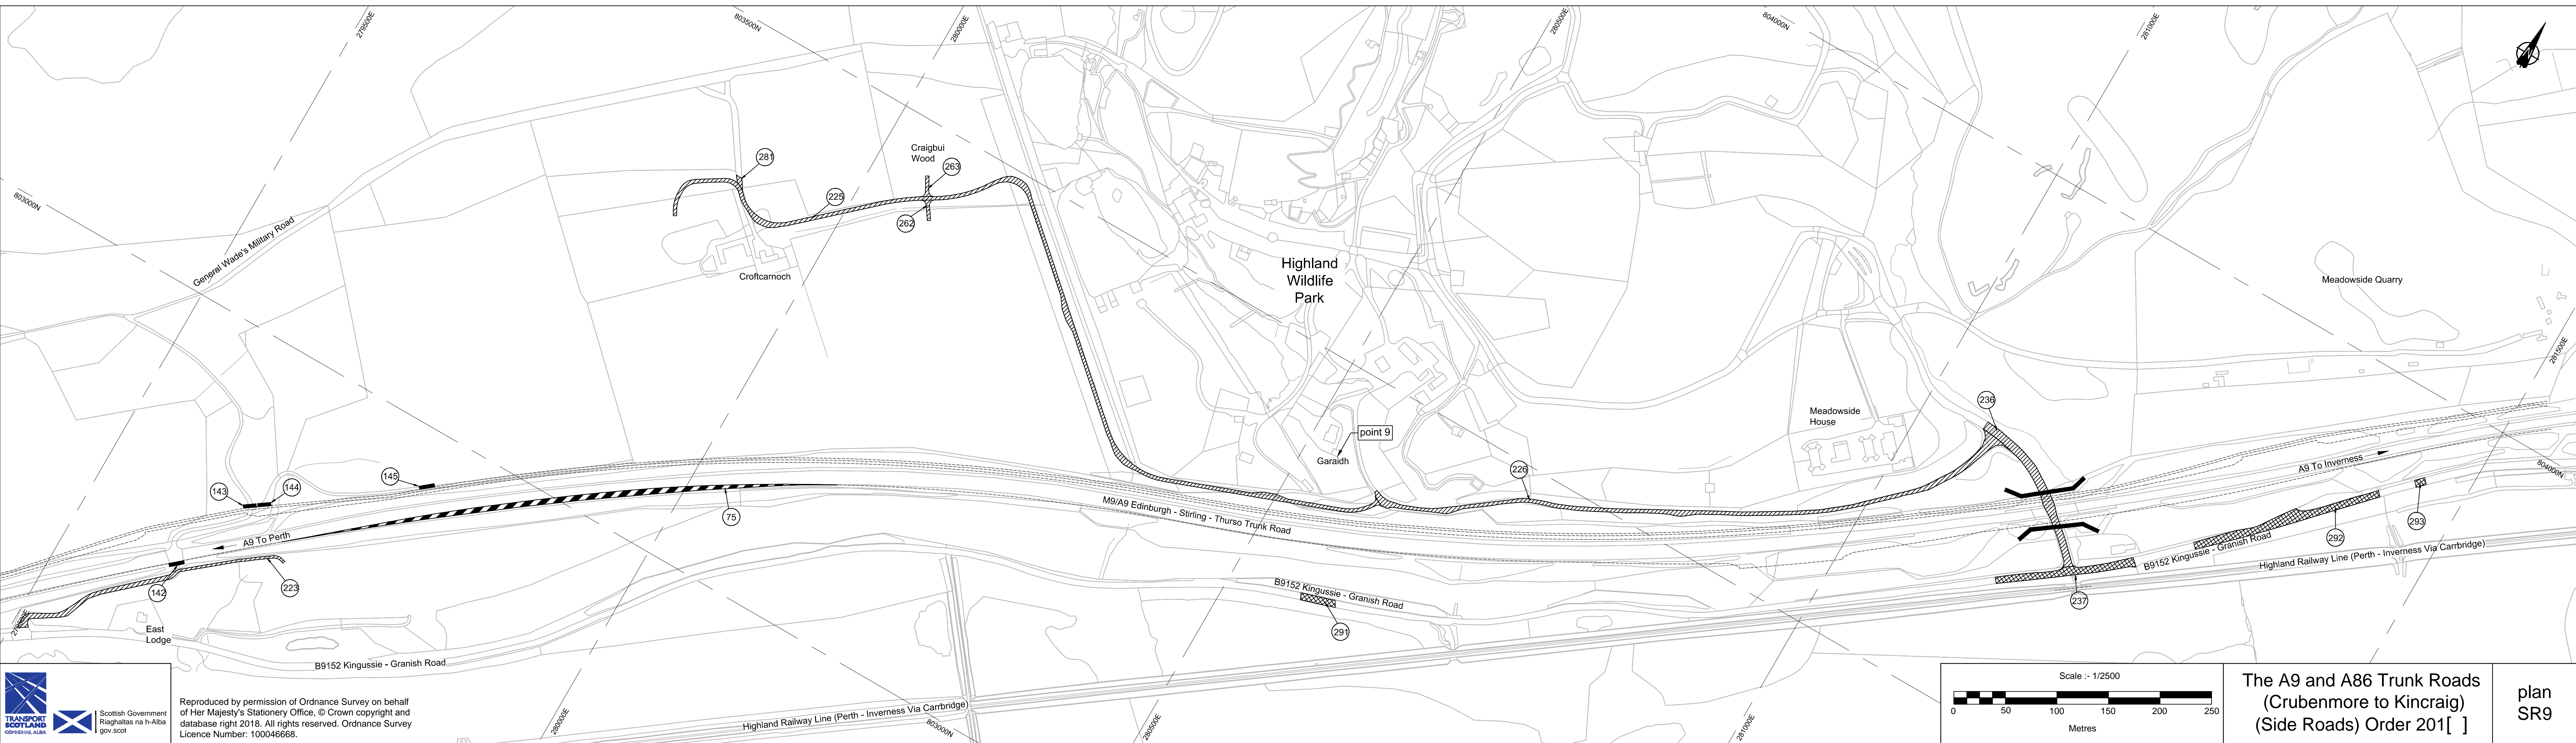 279500E
803500N
280000E
280500E
804000N
281000E
803000N
General Wade's Military Road
281
225
Craigbui
Wood
263
262
Croftcarnoch
Highland
Wildlife
Park
Meadowside Quarry
281500E
Meadowside
House
236
point 9
Garaidh
226
143
144
145
75
A9 To Perth
M9/A9 Edinburgh - Stirling - Thurso Trunk Road
A9 To Inverness
804000N
293
292
B9152 Kingussie - Granish Road
Highland Railway Line (Perth - Inverness Via Carrbridge)
237
142
223
East
Lodge
B9152 Kingussie - Granish Road
291
B9152 Kingussie - Granish Road
Highland Railway Line (Perth - Inverness Via Carrbridge)
280000E
803000N
280500E
281000E
TRANSPORT
SCOTLAND
CÒMHDHAIL ALBA
Scottish Government
Riaghaltas na h-Alba
gov.scot
Reproduced by permission of Ordnance Survey on behalf
of Her Majesty's Stationery Office, © Crown copyright and
database right 2018. All rights reserved. Ordnance Survey
Licence Number: 100046668.
Scale :- 1/2500
0 50 100 150 200 250
Metres
The A9 and A86 Trunk Roads
(Crubenmore to Kincraig)
(Side Roads) Order 201[ ]
plan
SR9